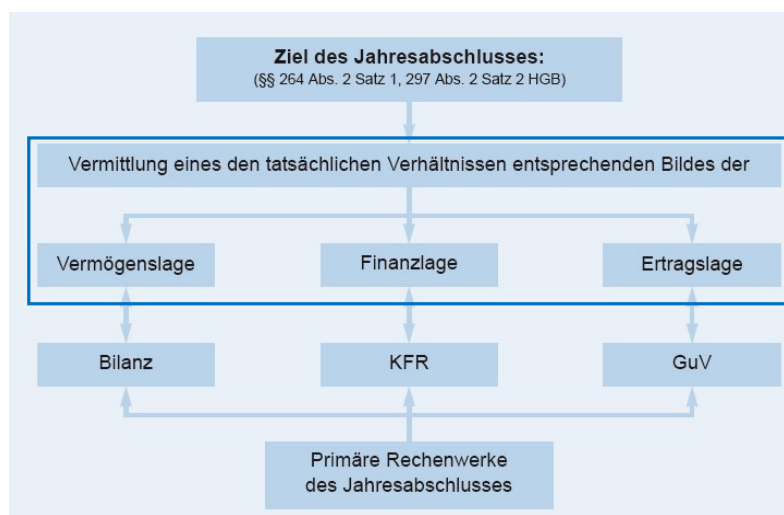 Ziel des Jahresabschlusses:
(§§ 264 Abs. 2 Satz 1, 297 Abs. 2 Satz 2 HGB)
Vermittlung eines den tatsächlichen Verhältnissen entsprechenden Bildes der
Vermögenslage
Finanzlage
Ertragslage
Bilanz
KFR
GuV
Primäre Rechenwerke
des Jahresabschlusses